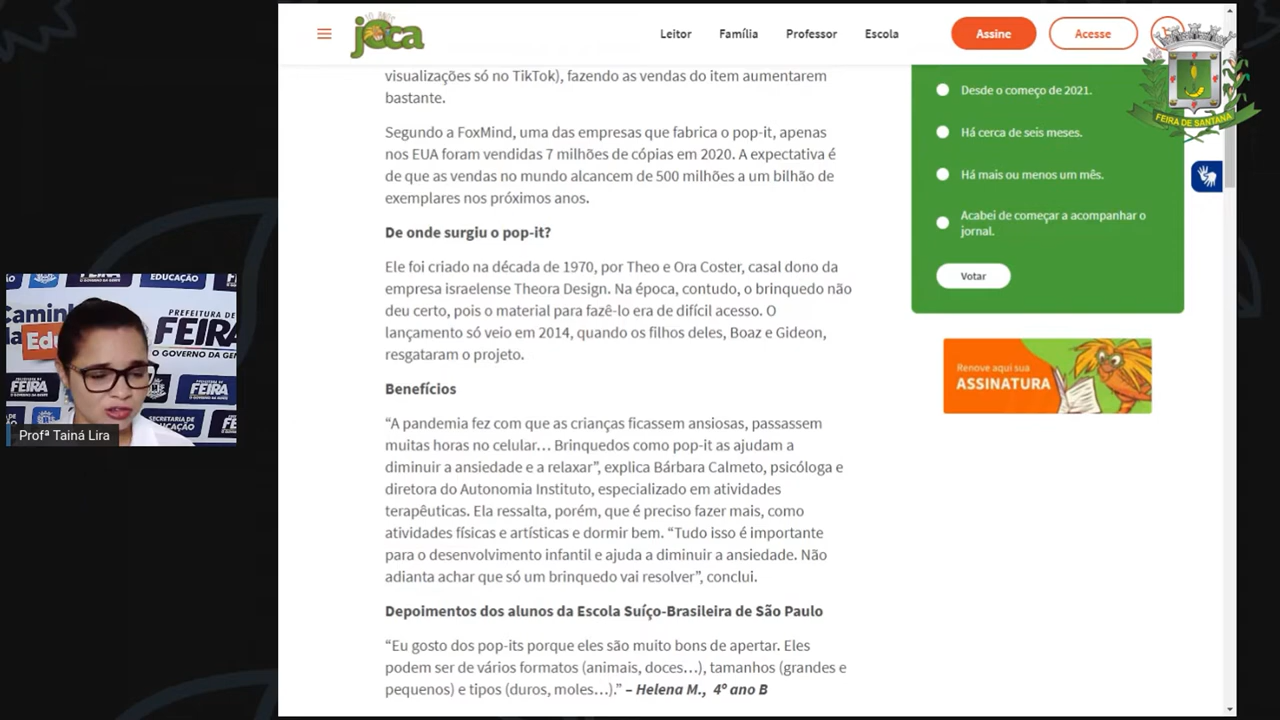 joca
Leitor
Família
Professor
Escola
Assine
Acesse
visualizações só no TikTok), fazendo as vendas do item aumentarem
bastante.
Segundo a FoxMind, uma das empresas que fabrica o pop-it, apenas
nos EUA foram vendidas 7 milhões de cópias em 2020. A expectativa é
de que as vendas no mundo alcancem de 500 milhões a um bilhão de
exemplares nos próximos anos.
De onde surgiu o pop-it?
Ele foi criado na década de 1970, por Theo e Ora Coster, casal dono da
empresa israelense Theora Design. Na época, contudo, o brinquedo não
deu certo, pois o material para fazê-lo era de difícil acesso. O
lançamento só veio em 2014, quando os filhos deles, Boaz e Gideon,
resgataram o projeto.
Benefícios
“A pandemia fez com que as crianças ficassem ansiosas, passassem
muitas horas no celular… Brinquedos como pop-it as ajudam a
diminuir a ansiedade e a relaxar”, explica Bárbara Calmeto, psicóloga e
diretora do Autonomia Instituto, especializado em atividades
terapêuticas. Ela ressalta, porém, que é preciso fazer mais, como
atividades físicas e artísticas e dormir bem. “Tudo isso é importante
para o desenvolvimento infantil e ajuda a diminuir a ansiedade. Não
adianta achar que só um brinquedo vai resolver”, conclui.
Depoimentos dos alunos da Escola Suíço-Brasileira de São Paulo
“Eu gosto dos pop-its porque eles são muito bons de apertar. Eles
podem ser de vários formatos (animais, doces…), tamanhos (grandes e
pequenos) e tipos (duros, moles…).” – Helena M., 4º ano B
Desde o começo de 2021.
Há cerca de seis meses.
Há mais ou menos um mês.
Acabei de começar a acompanhar o
jornal.
Votar
Renove aqui sua
ASSINATURA
FEIRA DE SANTANA
EDUCAÇÃO
PREFEITURA DE
FEIRA
O GOVERNO DA GEN
FEIRA
FEIRA
SECRETARIA DE
EDUCAÇÃO
Profª Tainá Lira